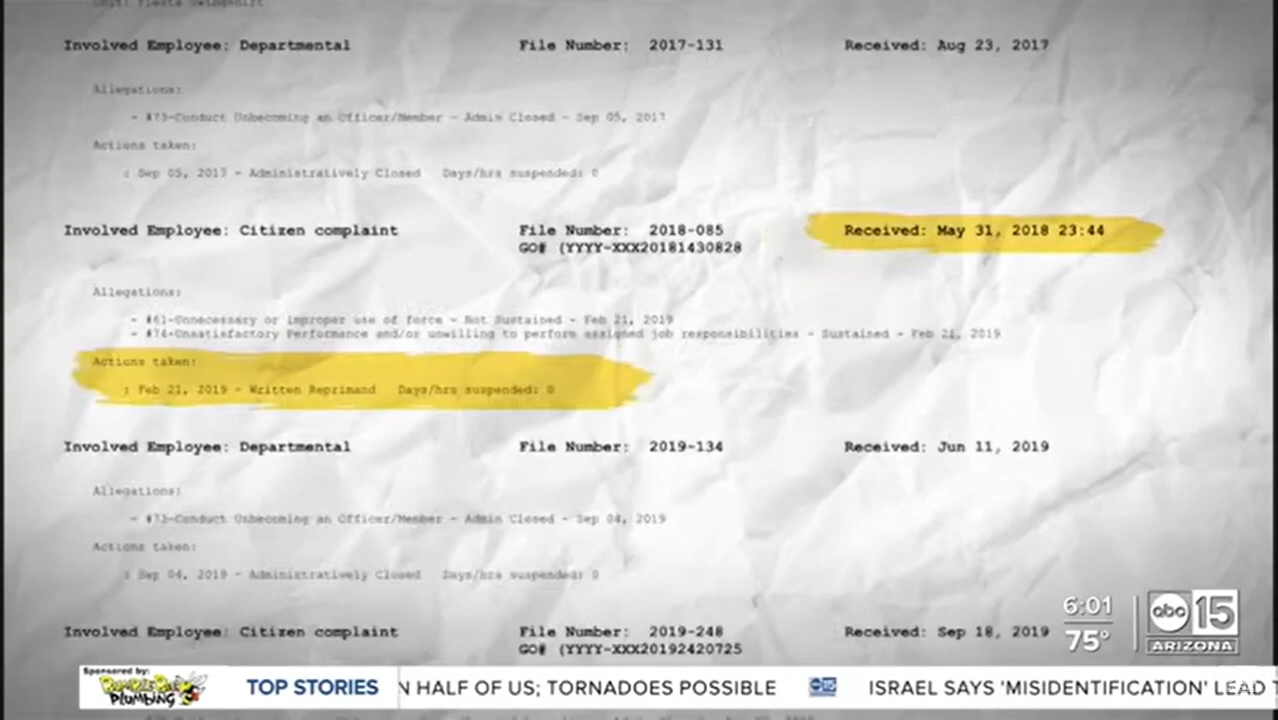 Involved Employee: Departmental File Number: 2017-131 Received: Aug 23, 2017
Allegations:
- #73-Conduct Unbecoming an Officer/Member - Admin Closed - Sep 05, 2017
Actions taken:
: Sep 05, 2017 - Administratively Closed Days/hrs suspended: 0
Involved Employee: Citizen complaint File Number: 2018-085 Received: May 31, 2018 23:44
GO# (YYYY-XXX20181430828
Allegations:
- #61-Unnecessary or improper use of force - Not Sustained - Feb 21, 2019
- #74-Unsatisfactory Performance and/or unwilling to perform assigned job responsibilities - Sustained - Feb 21, 2019
Actions taken:
: Feb 21, 2019 - Written Reprimand Days/hrs suspended: 0
Involved Employee: Departmental File Number: 2019-134 Received: Jun 11, 2019
Allegations:
- #73-Conduct Unbecoming an Officer/Member - Admin Closed - Sep 04, 2019
Actions taken:
: Sep 04, 2019 - Administratively Closed Days/hrs suspended: 0
Involved Employee: Citizen complaint File Number: 2019-248 Received: Sep 18, 2019
GO# (YYYY-XXX20192420725
6:01
75°
abc 15
ARIZONA
Sponsored by:
Plumbing
TOP STORIES N HALF OF US; TORNADOES POSSIBLE abc 15 ISRAEL SAYS 'MISIDENTIFICATION' LEAD T